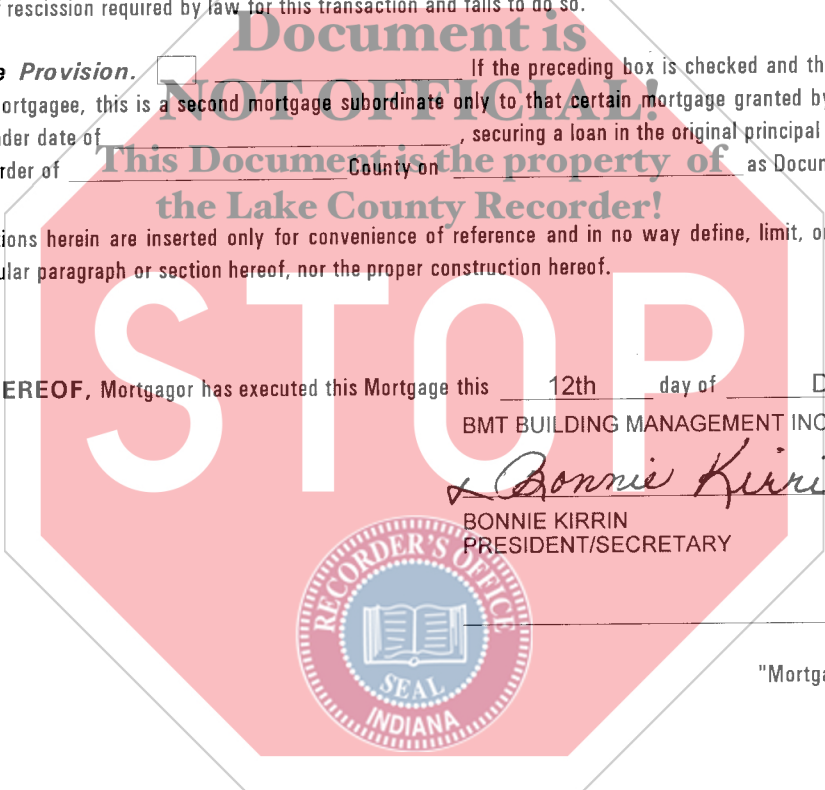 f rescission required by law for this transaction and fails to do so.
Document is
e Provision. If the preceding box is checked and th
NOT OFFICIAL!
ortgagee, this is a second mortgage subordinate only to that certain mortgage granted by
der date of , securing a loan in the original principal
This Document is the property of
rder of County on as Docum
the Lake County Recorder!
ions herein are inserted only for convenience of reference and in no way define, limit, or
ular paragraph or section hereof, nor the proper construction hereof.
STOP
EREOF, Mortgagor has executed this Mortgage this 12th day of D
BMT BUILDING MANAGEMENT INC
Bonnie Kirri
BONNIE KIRRIN
PRESIDENT/SECRETARY
RECORDER'S OFFICE
SEAL
INDIANA
"Mortga